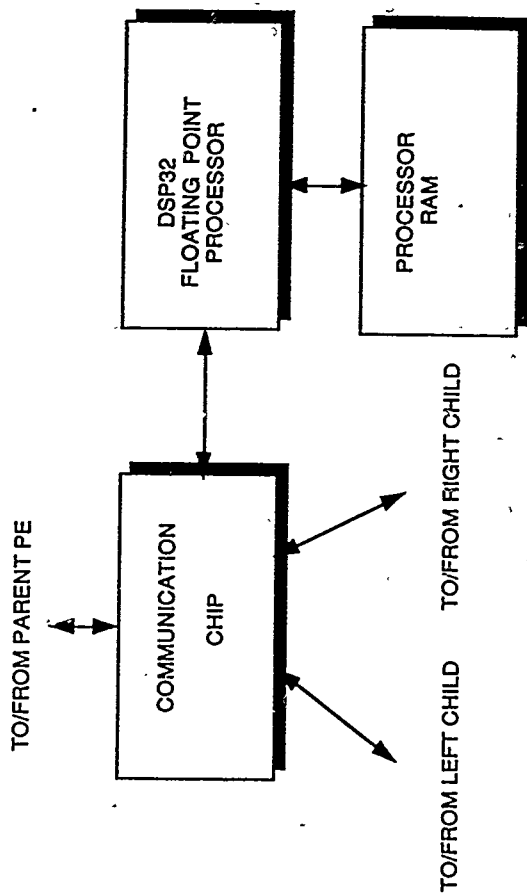 TO/FROM PARENT PE
COMMUNICATION
CHIP
DSP32
FLOATING POINT
PROCESSOR
PROCESSOR
RAM
TO/FROM LEFT CHILD
TO/FROM RIGHT CHILD